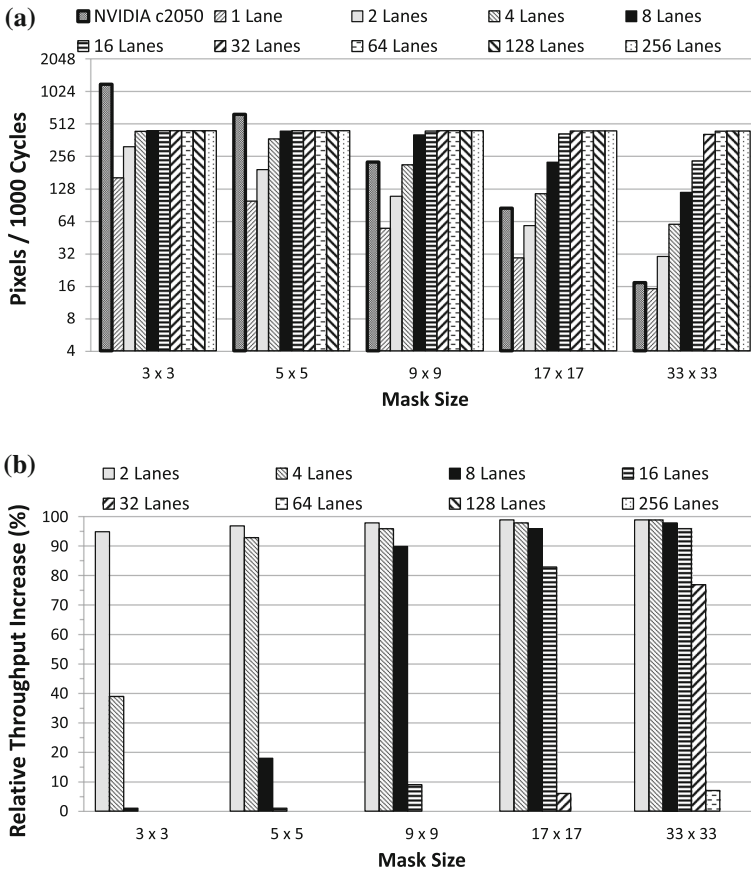 (a)
NVIDIA c2050 1 Lane 2 Lanes 4 Lanes 8 Lanes
16 Lanes 32 Lanes 64 Lanes 128 Lanes 256 Lanes
Pixels / 1000 Cycles
2048
1024
512
256
128
64
32
16
8
4
3 x 3 5 x 5 9 x 9 17 x 17 33 x 33
Mask Size
(b)
2 Lanes 4 Lanes 8 Lanes 16 Lanes
32 Lanes 64 Lanes 128 Lanes 256 Lanes
Relative Throughput Increase (%)
100
90
80
70
60
50
40
30
20
10
0
3 x 3 5 x 5 9 x 9 17 x 17 33 x 33
Mask Size